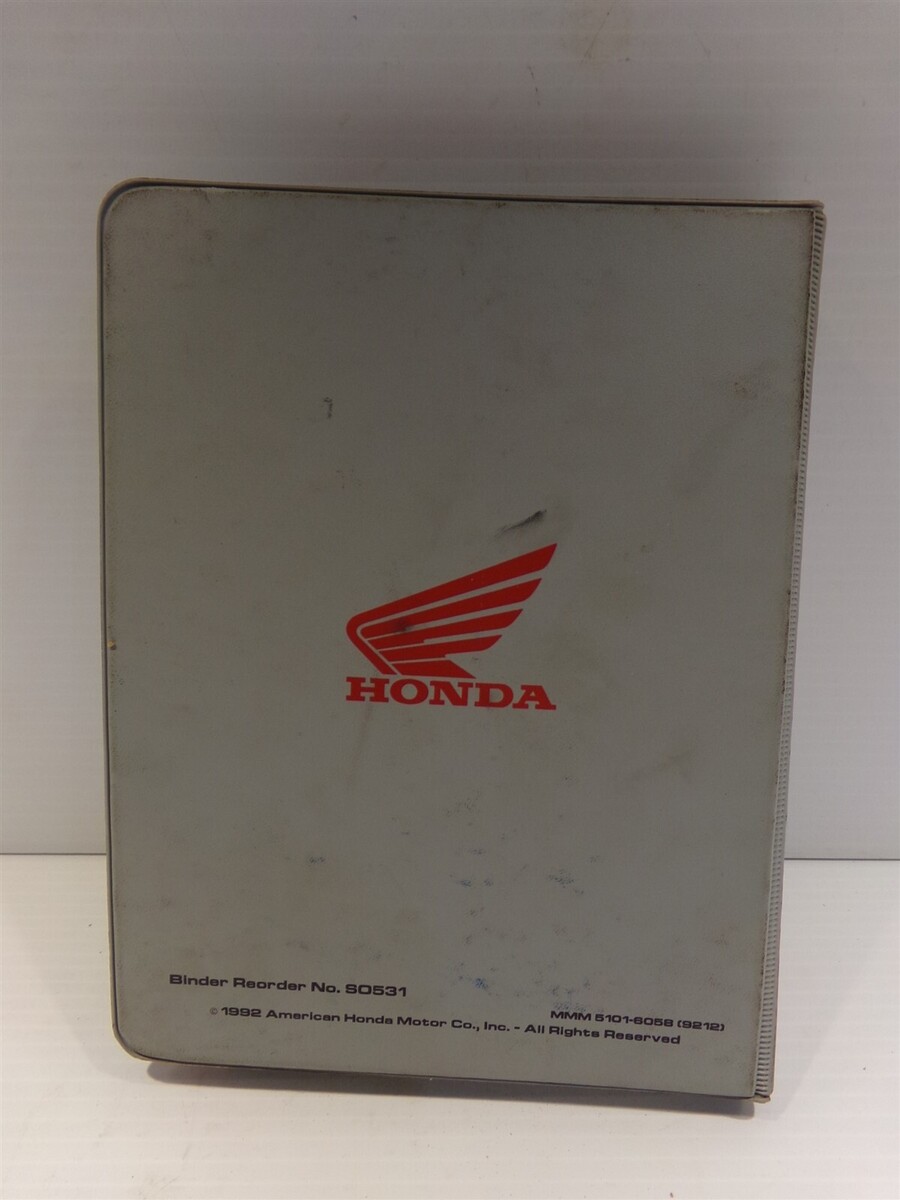 HONDA
Binder Reorder No. S0531
MMM 5101-6058 (9212)
© 1992 American Honda Motor Co., Inc. - All Rights Reserved